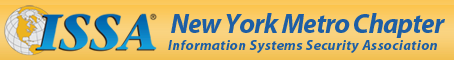 ISSA® New York Metro Chapter
Information Systems Security Association